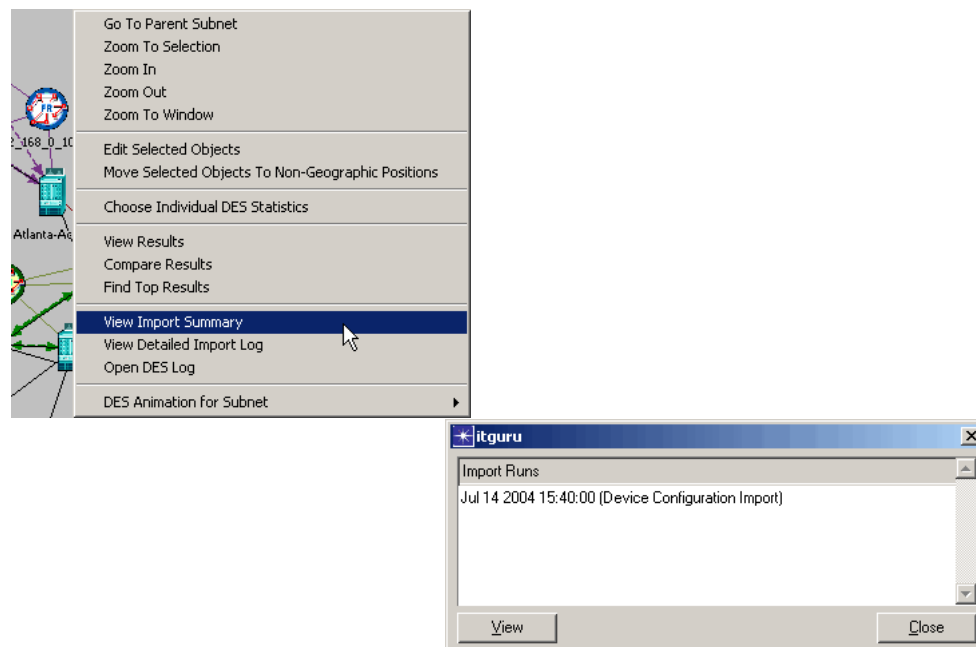 Go To Parent Subnet
Zoom To Selection
Zoom In
Zoom Out
Zoom To Window
FR
2_168_0_10
Edit Selected Objects
Move Selected Objects To Non-Geographic Positions
Choose Individual DES Statistics
Atlanta-Ac
View Results
Compare Results
Find Top Results
View Import Summary
View Detailed Import Log
Open DES Log
DES Animation for Subnet
itguru
Import Runs
Jul 14 2004 15:40:00 (Device Configuration Import)
View
Close